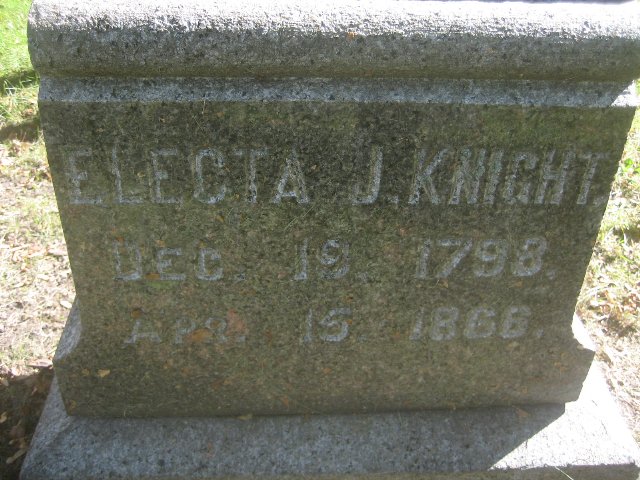 ELECTA J. KNIGHT.
DEC. 19. 1798.
APR. 15. 1866.